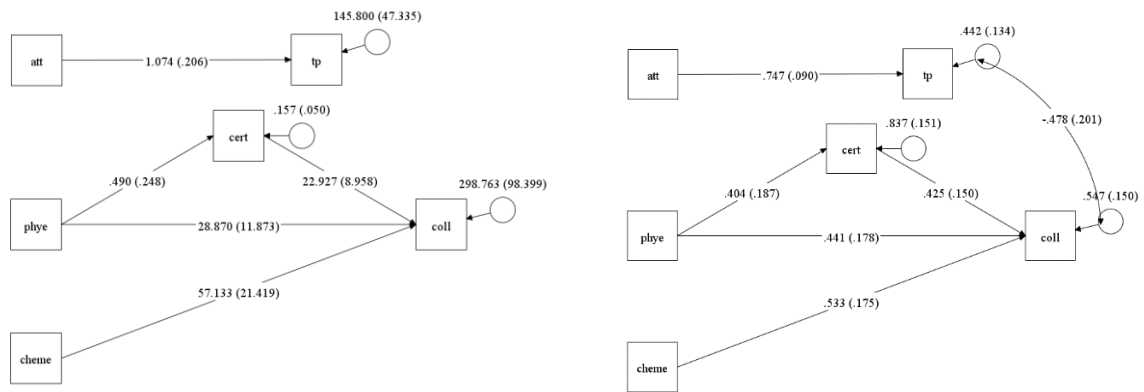 145.800 (47.335)
att
1.074 (.206)
tp
.157 (.050)
cert
.490 (.248)
22.927 (8.958)
298.763 (98.399)
phye
28.870 (11.873)
coll
57.133 (21.419)
cheme
.442 (.134)
att
.747 (.090)
tp
-.478 (.201)
.837 (.151)
cert
.404 (.187)
.425 (.150)
.547 (.150)
phye
.441 (.178)
coll
.533 (.175)
cheme